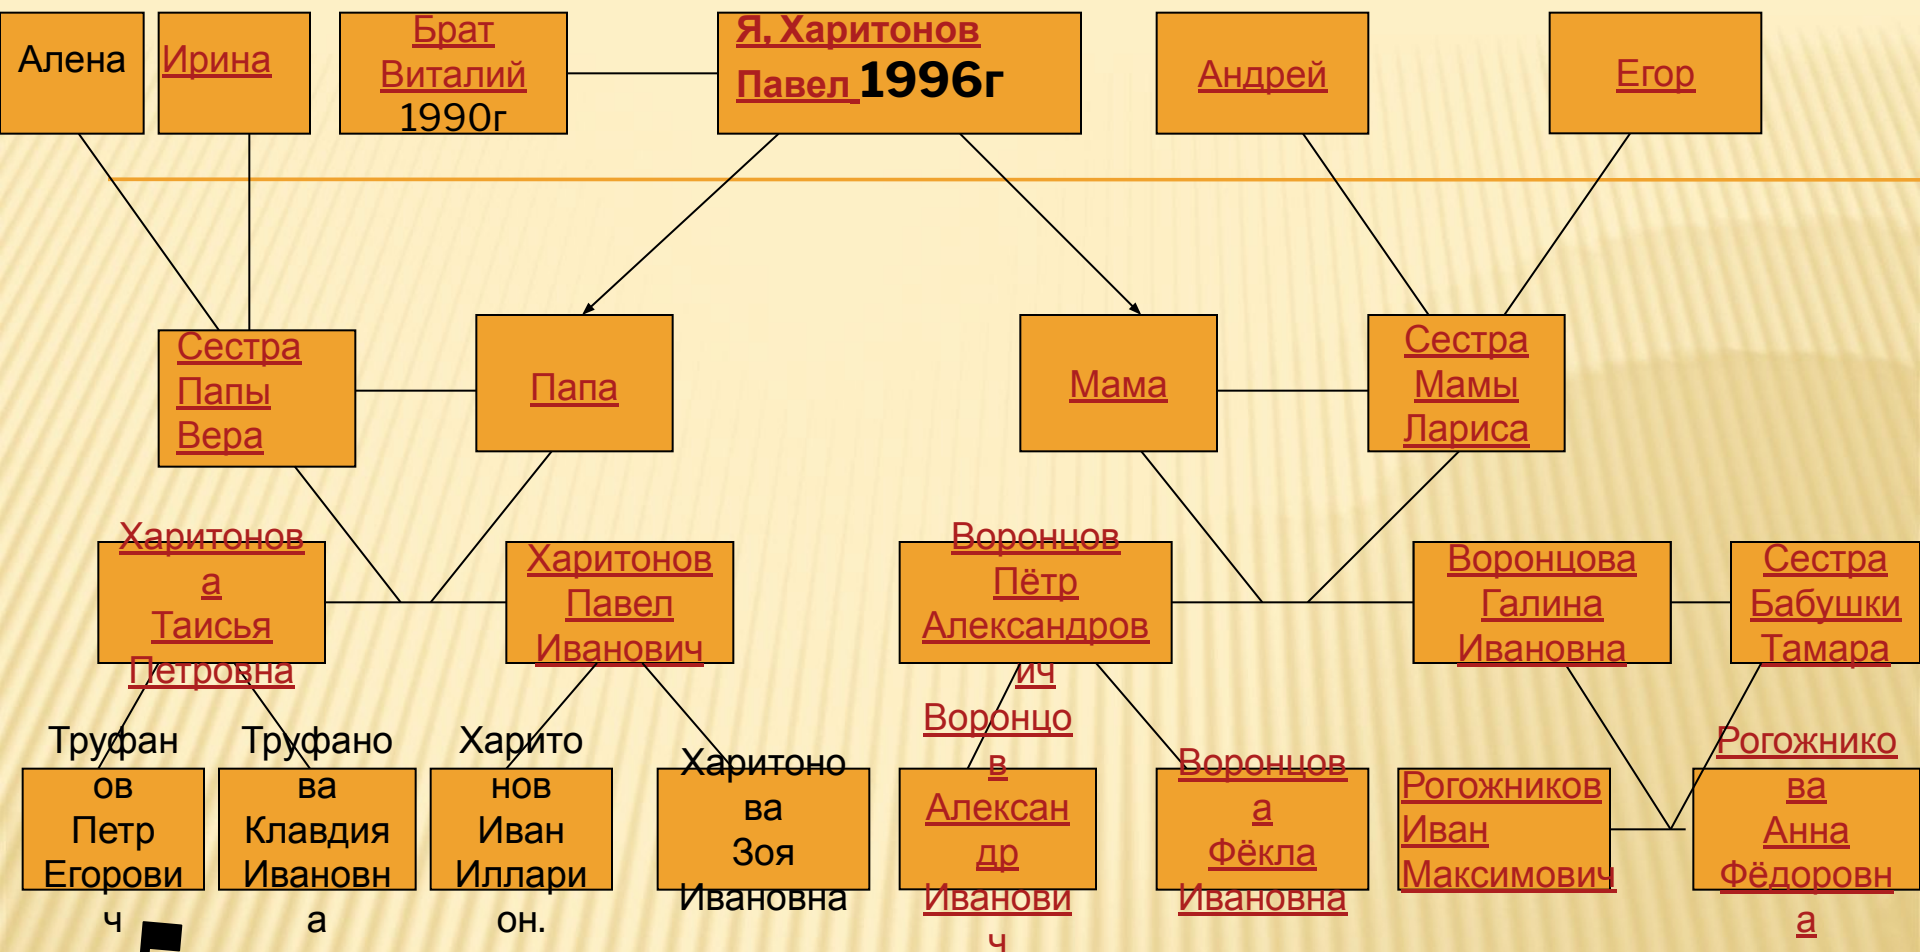 Алена
Ирина
Брат
Виталий
1990г
Я, Харитонов
Павел 1996г
Андрей
Егор
Сестра
Папы
Вера
Папа
Мама
Сестра
Мамы
Лариса
Харитонов
а
Таисья
Петровна
Харитонов
Павел
Иванович
Воронцов
Пётр
Александров
ич
Воронцова
Галина
Ивановна
Сестра
Бабушки
Тамара
Труфан
ов
Петр
Егорови
ч
Труфано
ва
Клавдия
Ивановн
а
Харито
нов
Иван
Иллари
он.
Харитоно
ва
Зоя
Ивановна
Воронцо
в
Алексан
др
Иванови
ч
Воронцов
а
Фёкла
Ивановна
Рогожников
Иван
Максимович
Рогожнико
ва
Анна
Фёдоровн
а